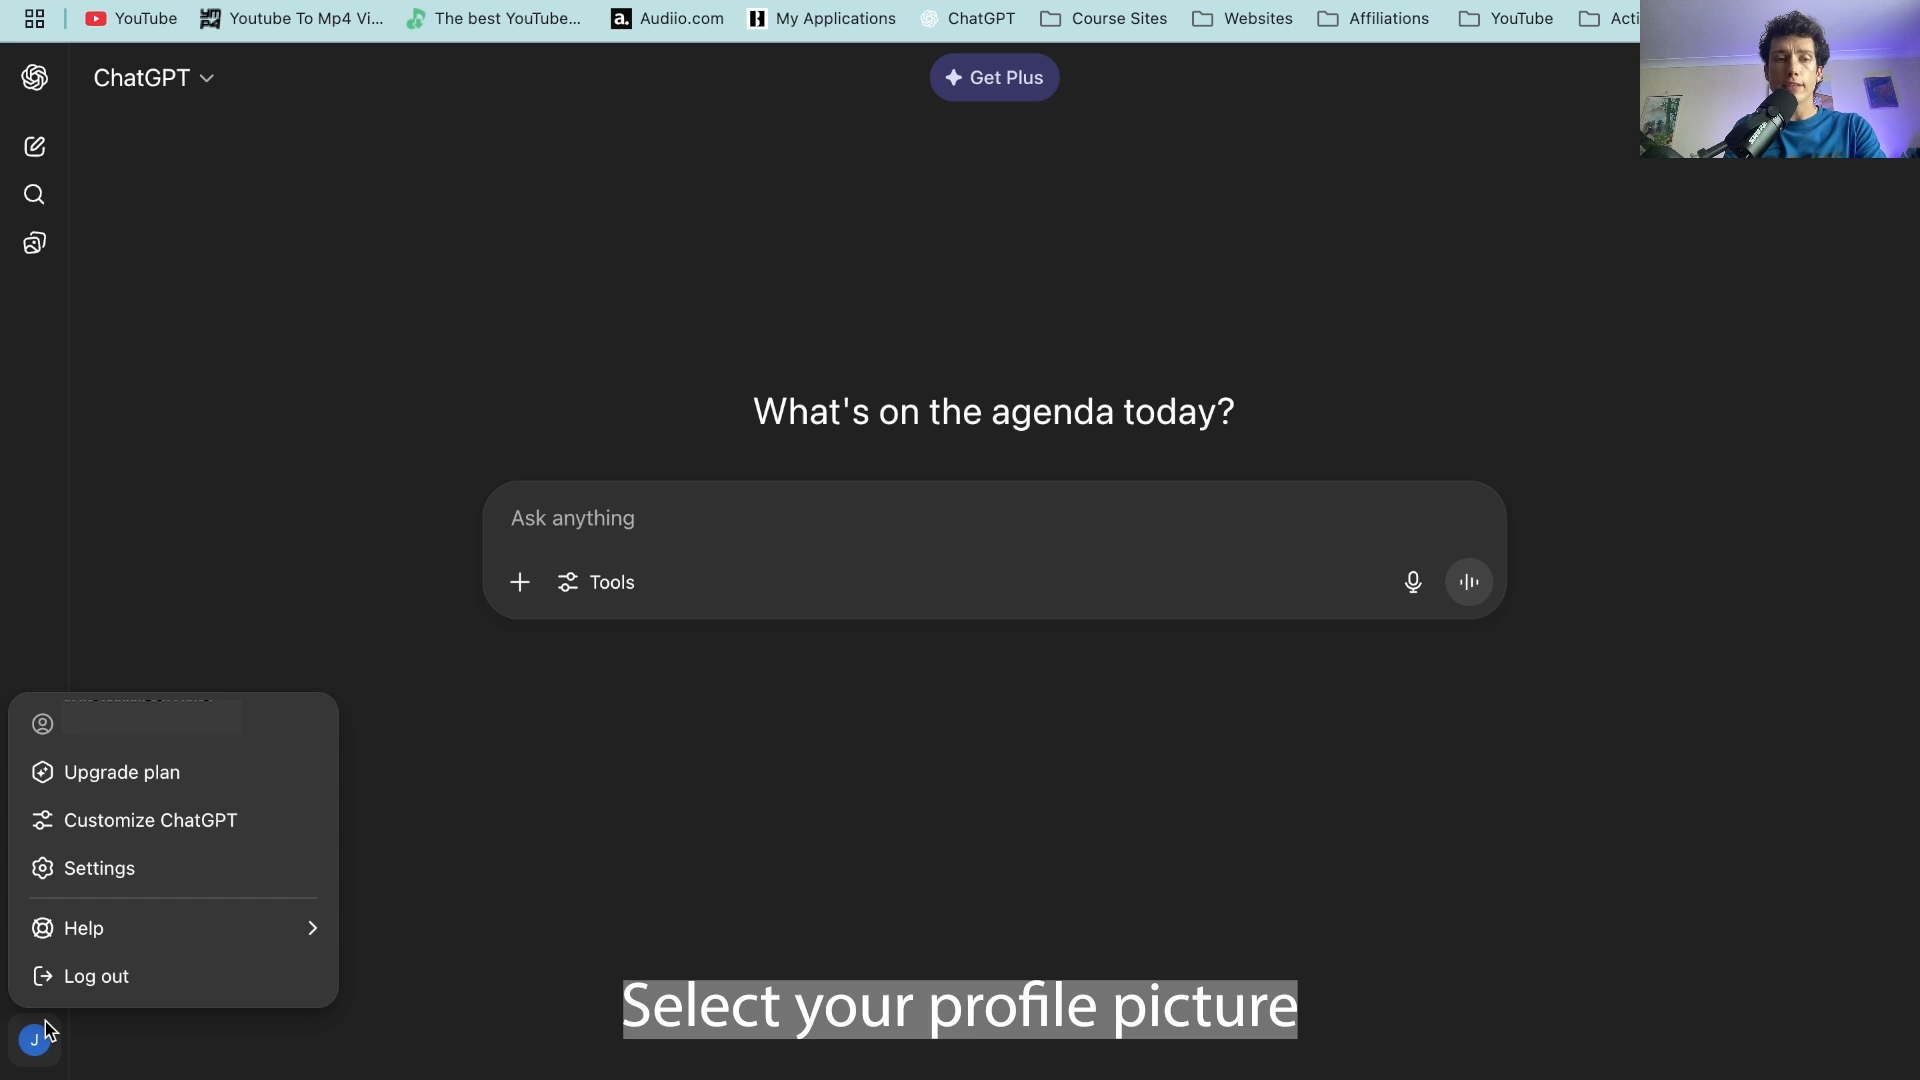 YouTube
Youtube To Mp4 Vi...
The best YouTube...
a. Audiio.com
My Applications
ChatGPT
Course Sites
Websites
Affiliations
YouTube
Acti
ChatGPT
Get Plus
What's on the agenda today?
Ask anything
Tools
Upgrade plan
Customize ChatGPT
Settings
Help
Log out
J
Select your profile picture